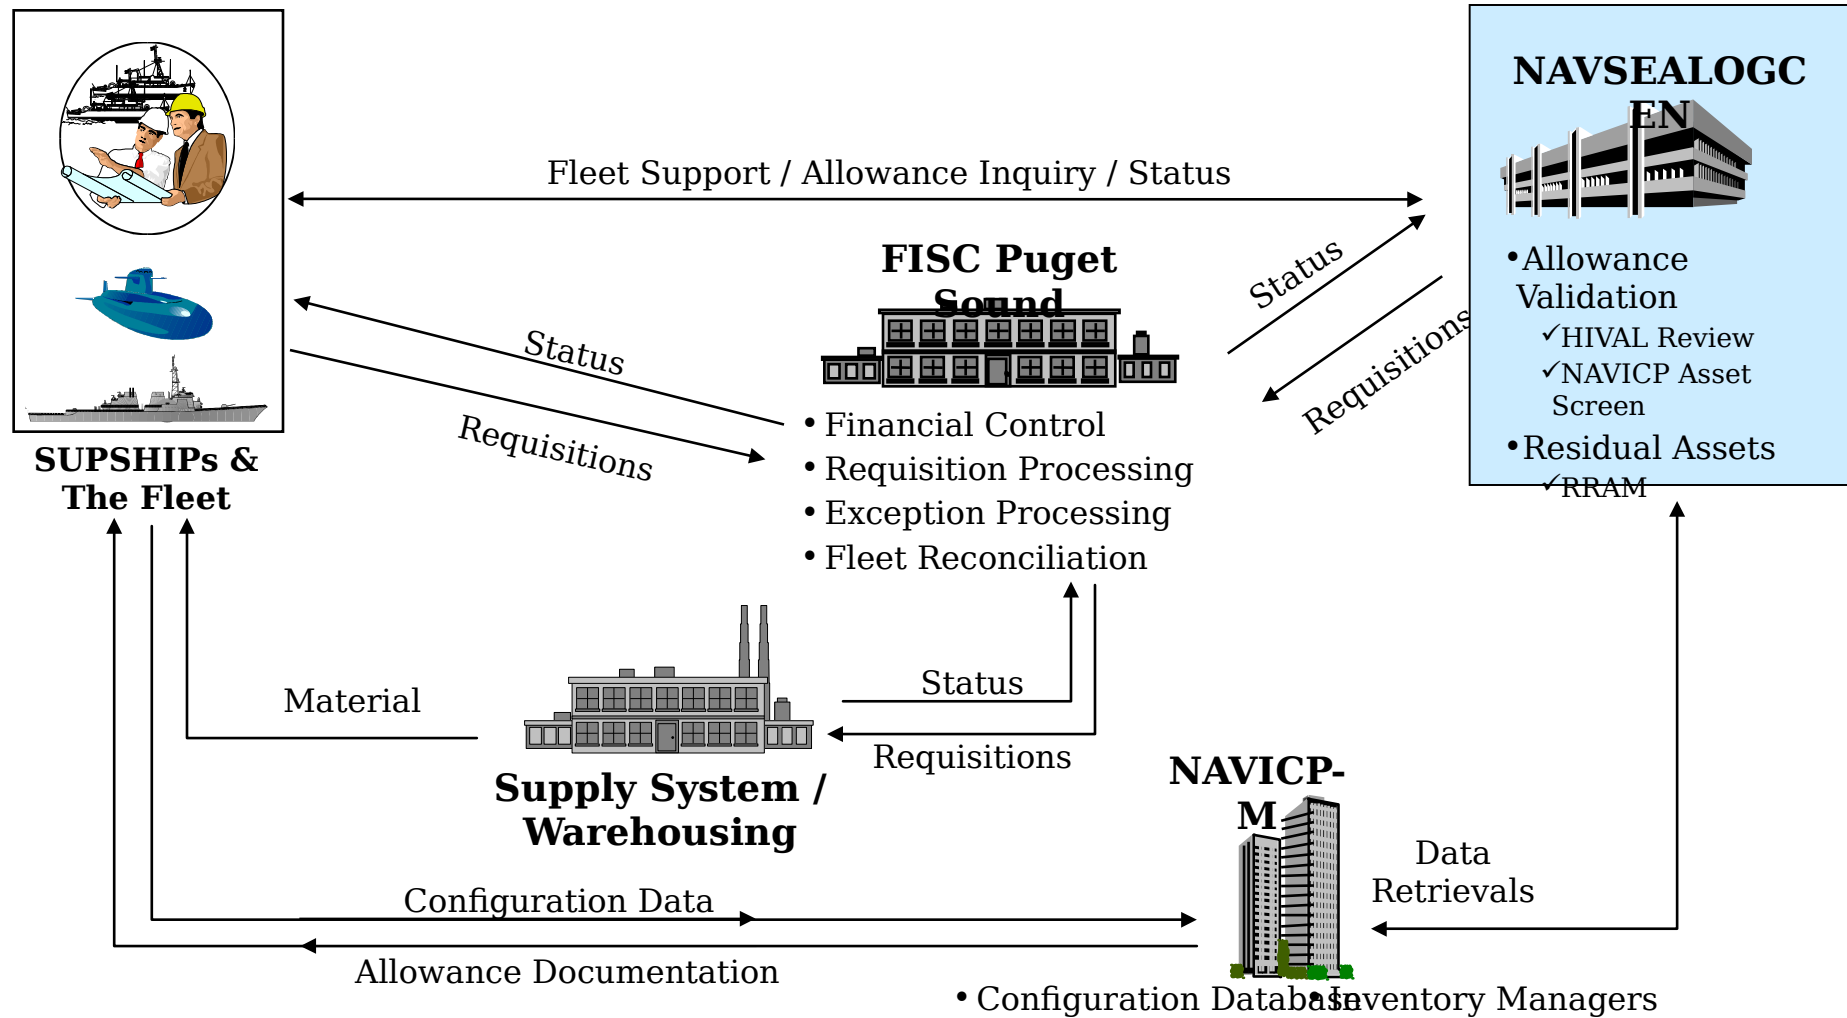 NAVSEALOGC
EN
Fleet Support / Allowance Inquiry / Status
FISC Puget
Sound
Status
Requisitions
•Allowance
Validation
✓HIVAL Review
✓NAVICP Asset
Screen
•Residual Assets
✓RRAM
Status
Requisitions
• Financial Control
• Requisition Processing
• Exception Processing
• Fleet Reconciliation
SUPSHIPs &
The Fleet
Material
Status
Requisitions
Supply System /
Warehousing
NAVICP-
M
Data
Retrievals
Configuration Data
Allowance Documentation
• Configuration Database
• Inventory Managers